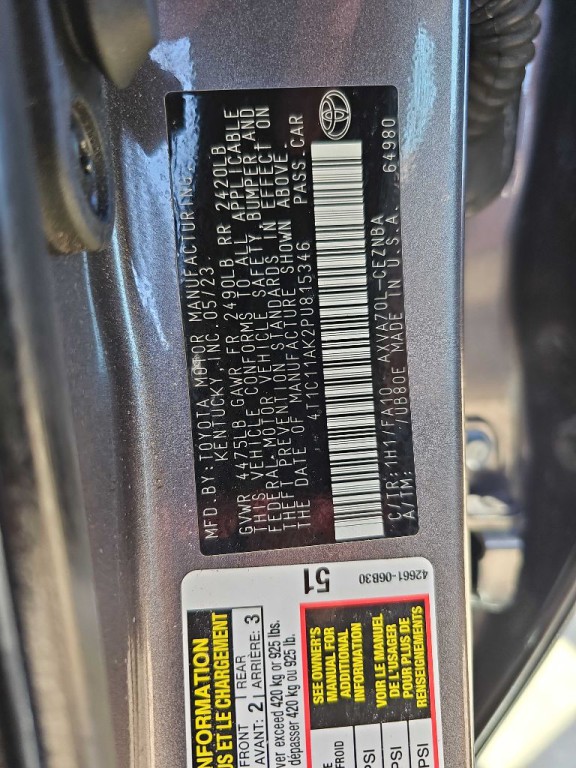 MFD. BY: TOYOTA MOTOR MANUFACTURING,
KENTUCKY, INC. 05/23
GVWR 4475LB GAWR FR 2490LB RR 2420LB
THIS VEHICLE CONFORMS TO ALL APPLICABLE
FEDERAL MOTOR VEHICLE SAFETY, BUMPER AND
THEFT PREVENTION STANDARDS IN EFFECT ON
THE DATE OF MANUFACTURE SHOWN ABOVE.
4T1C11AK2PU815346 PASS.CAR
C/TR: 1H1/FA10 AXVA70L-CEZNBA
A/TM: -/0B80E MADE IN U.S.A. 64980
51
42661-06B30
INFORMATION
US ET LE CHARGEMENT
FRONT
AVANT: 2
REAR
ARRIÈRE: 3
ver exceed 420 kg or 925 lbs.
dépasser 420 kg ou 925 lb.
SEE OWNER'S
MANUAL FOR
ADDITIONAL
INFORMATION
VOIR LE MANUEL
DE L'USAGER
POUR PLUS DE
RENSEIGNEMENTS
FROID
PSI
PSI
PSI